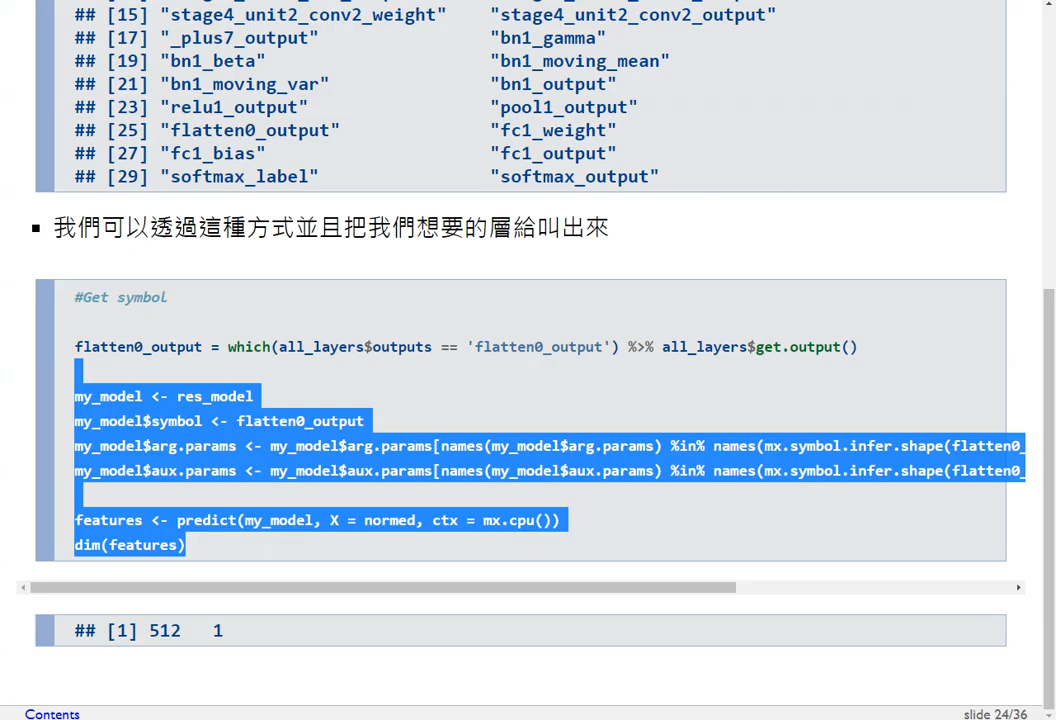 ## [15] "stage4_unit2_conv2_weight" "stage4_unit2_conv2_output"
## [17] "_plus7_output" "bn1_gamma"
## [19] "bn1_beta" "bn1_moving_mean"
## [21] "bn1_moving_var" "bn1_output"
## [23] "relu1_output" "pool1_output"
## [25] "flatten0_output" "fc1_weight"
## [27] "fc1_bias" "fc1_output"
## [29] "softmax_label" "softmax_output"
▪ 我們可以透過這種方式並且把我們想要的層給叫出來
#Get symbol
flatten0_output = which(all_layers$outputs == 'flatten0_output') %>% all_layers$get.output()
my_model <- res_model
my_model$symbol <- flatten0_output
my_model$arg.params <- my_model$arg.params[names(my_model$arg.params) %in% names(mx.symbol.infer.shape(flatten0_
my_model$aux.params <- my_model$aux.params[names(my_model$aux.params) %in% names(mx.symbol.infer.shape(flatten0_
features <- predict(my_model, X = normed, ctx = mx.cpu())
dim(features)
## [1] 512 1
Contents slide 24/36